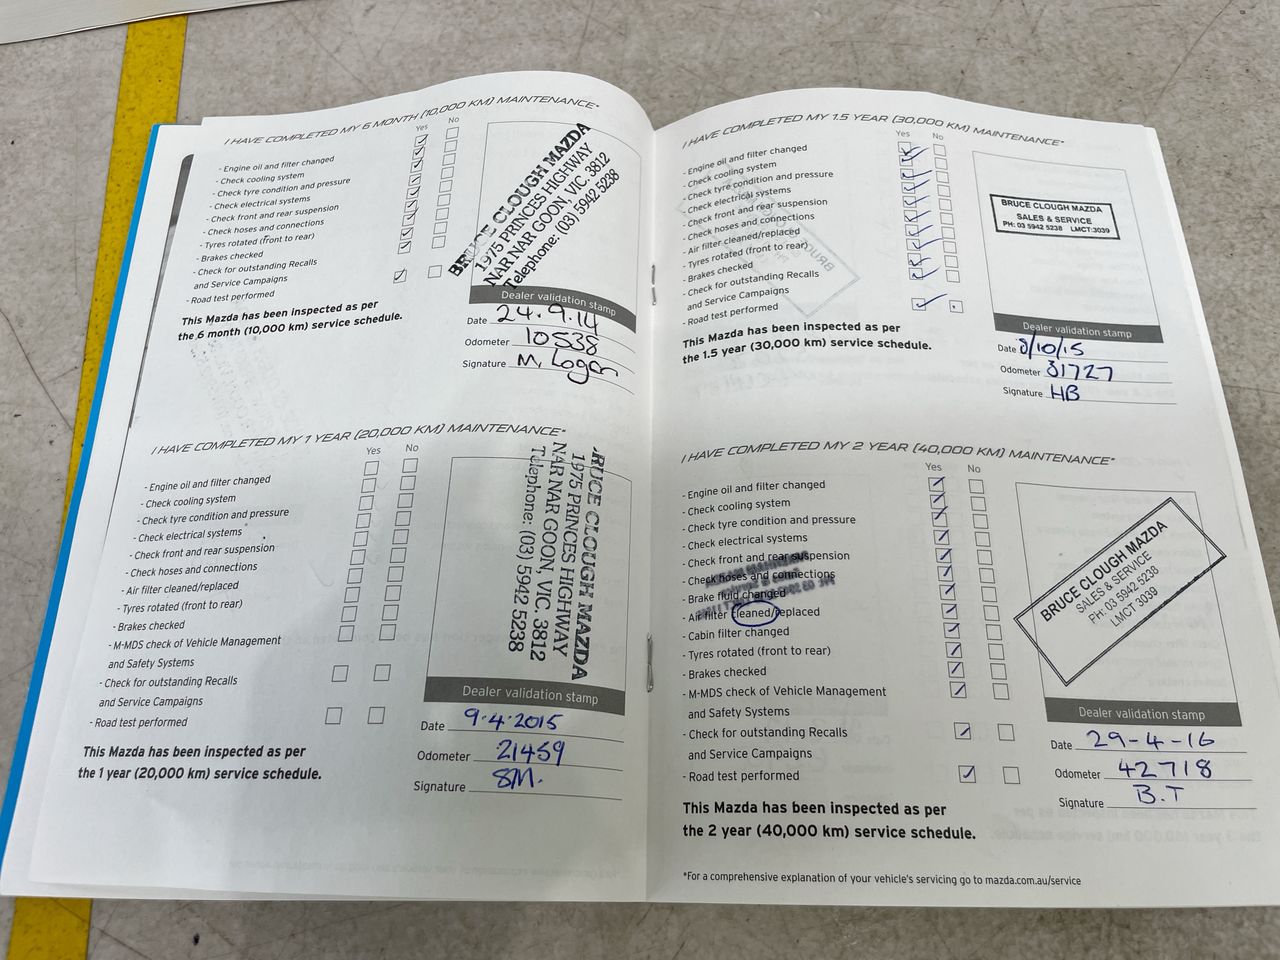 I HAVE COMPLETED MY 6 MONTH (10,000 KM) MAINTENANCE*
Yes No
- Engine oil and filter changed
- Check cooling system
- Check tyre condition and pressure
- Check electrical systems
- Check front and rear suspension
- Check hoses and connections
- Tyres rotated (front to rear)
- Brakes checked
- Check for outstanding Recalls
and Service Campaigns
- Road test performed
This Mazda has been inspected as per
the 6 month (10,000 km) service schedule.
BRUCE CLOUGH MAZDA
1975 PRINCES HIGHWAY
NAR NAR GOON, VIC. 3812
Telephone: (03) 5942 5238
Dealer validation stamp
Date 24.9.14
Odometer 10538
Signature M. Logan
I HAVE COMPLETED MY 1 YEAR (20,000 KM) MAINTENANCE*
Yes No
- Engine oil and filter changed
- Check cooling system
- Check tyre condition and pressure
- Check electrical systems
- Check front and rear suspension
- Check hoses and connections
- Air filter cleaned/replaced
- Tyres rotated (front to rear)
- Brakes checked
- M-MDS check of Vehicle Management
and Safety Systems
- Check for outstanding Recalls
and Service Campaigns
- Road test performed
This Mazda has been inspected as per
the 1 year (20,000 km) service schedule.
BRUCE CLOUGH MAZDA
1975 PRINCES HIGHWAY
NAR NAR GOON, VIC. 3812
Telephone: (03) 5942 5238
Dealer validation stamp
Date 9.4.2015
Odometer 21459
Signature SM.
I HAVE COMPLETED MY 1.5 YEAR (30,000 KM) MAINTENANCE*
Yes No
- Engine oil and filter changed
- Check cooling system
- Check tyre condition and pressure
- Check electrical systems
- Check front and rear suspension
- Check hoses and connections
- Air filter cleaned/replaced
- Tyres rotated (front to rear)
- Brakes checked
- Check for outstanding Recalls
and Service Campaigns
- Road test performed
This Mazda has been inspected as per
the 1.5 year (30,000 km) service schedule.
BRUCE CLOUGH MAZDA
SALES & SERVICE
PH: 03 5942 5238 LMCT:3039
Dealer validation stamp
Date 8/10/15
Odometer 31727
Signature HB
I HAVE COMPLETED MY 2 YEAR (40,000 KM) MAINTENANCE*
Yes No
- Engine oil and filter changed
- Check cooling system
- Check tyre condition and pressure
- Check electrical systems
- Check front and rear suspension
- Check hoses and connections
- Brake fluid changed
- Air filter cleaned/replaced
- Cabin filter changed
- Tyres rotated (front to rear)
- Brakes checked
- M-MDS check of Vehicle Management
and Safety Systems
- Check for outstanding Recalls
and Service Campaigns
- Road test performed
This Mazda has been inspected as per
the 2 year (40,000 km) service schedule.
BRUCE CLOUGH MAZDA
SALES & SERVICE
PH: 03 5942 5238
LMCT 3039
Dealer validation stamp
Date 29-4-16
Odometer 42718
Signature B.T
*For a comprehensive explanation of your vehicle's servicing go to mazda.com.au/service